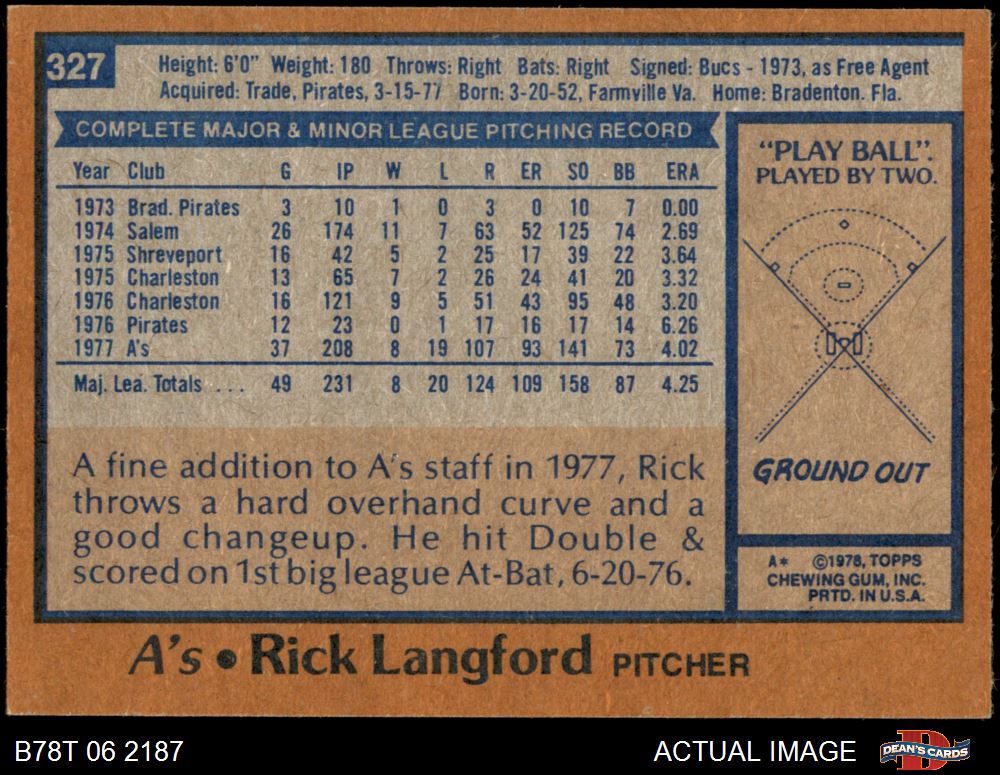 327
Height: 6'0" Weight: 180 Throws: Right Bats: Right Signed: Bucs - 1973, as Free Agent
Acquired: Trade, Pirates, 3-15-77 Born: 3-20-52, Farmville Va. Home: Bradenton. Fla.
COMPLETE MAJOR & MINOR LEAGUE PITCHING RECORD
Year Club G IP W L R ER SO BB ERA
1973 Brad. Pirates 3 10 1 0 3 0 10 7 0.00
1974 Salem 26 174 11 7 63 52 125 74 2.69
1975 Shreveport 16 42 5 2 25 17 39 22 3.64
1975 Charleston 13 65 7 2 26 24 41 20 3.32
1976 Charleston 16 121 9 5 51 43 95 48 3.20
1976 Pirates 12 23 0 1 17 16 17 14 6.26
1977 A's 37 208 8 19 107 93 141 73 4.02
Maj. Lea. Totals ... 49 231 8 20 124 109 158 87 4.25
A fine addition to A's staff in 1977, Rick
throws a hard overhand curve and a
good changeup. He hit Double &
scored on 1st big league At-Bat, 6-20-76.
"PLAY BALL".
PLAYED BY TWO.
GROUND OUT
A* ©1978, TOPPS
CHEWING GUM, INC.
PRTD. IN U.S.A.
A's • Rick Langford PITCHER
B78T 06 2187
ACTUAL IMAGE
D
DEAN'S CARDS